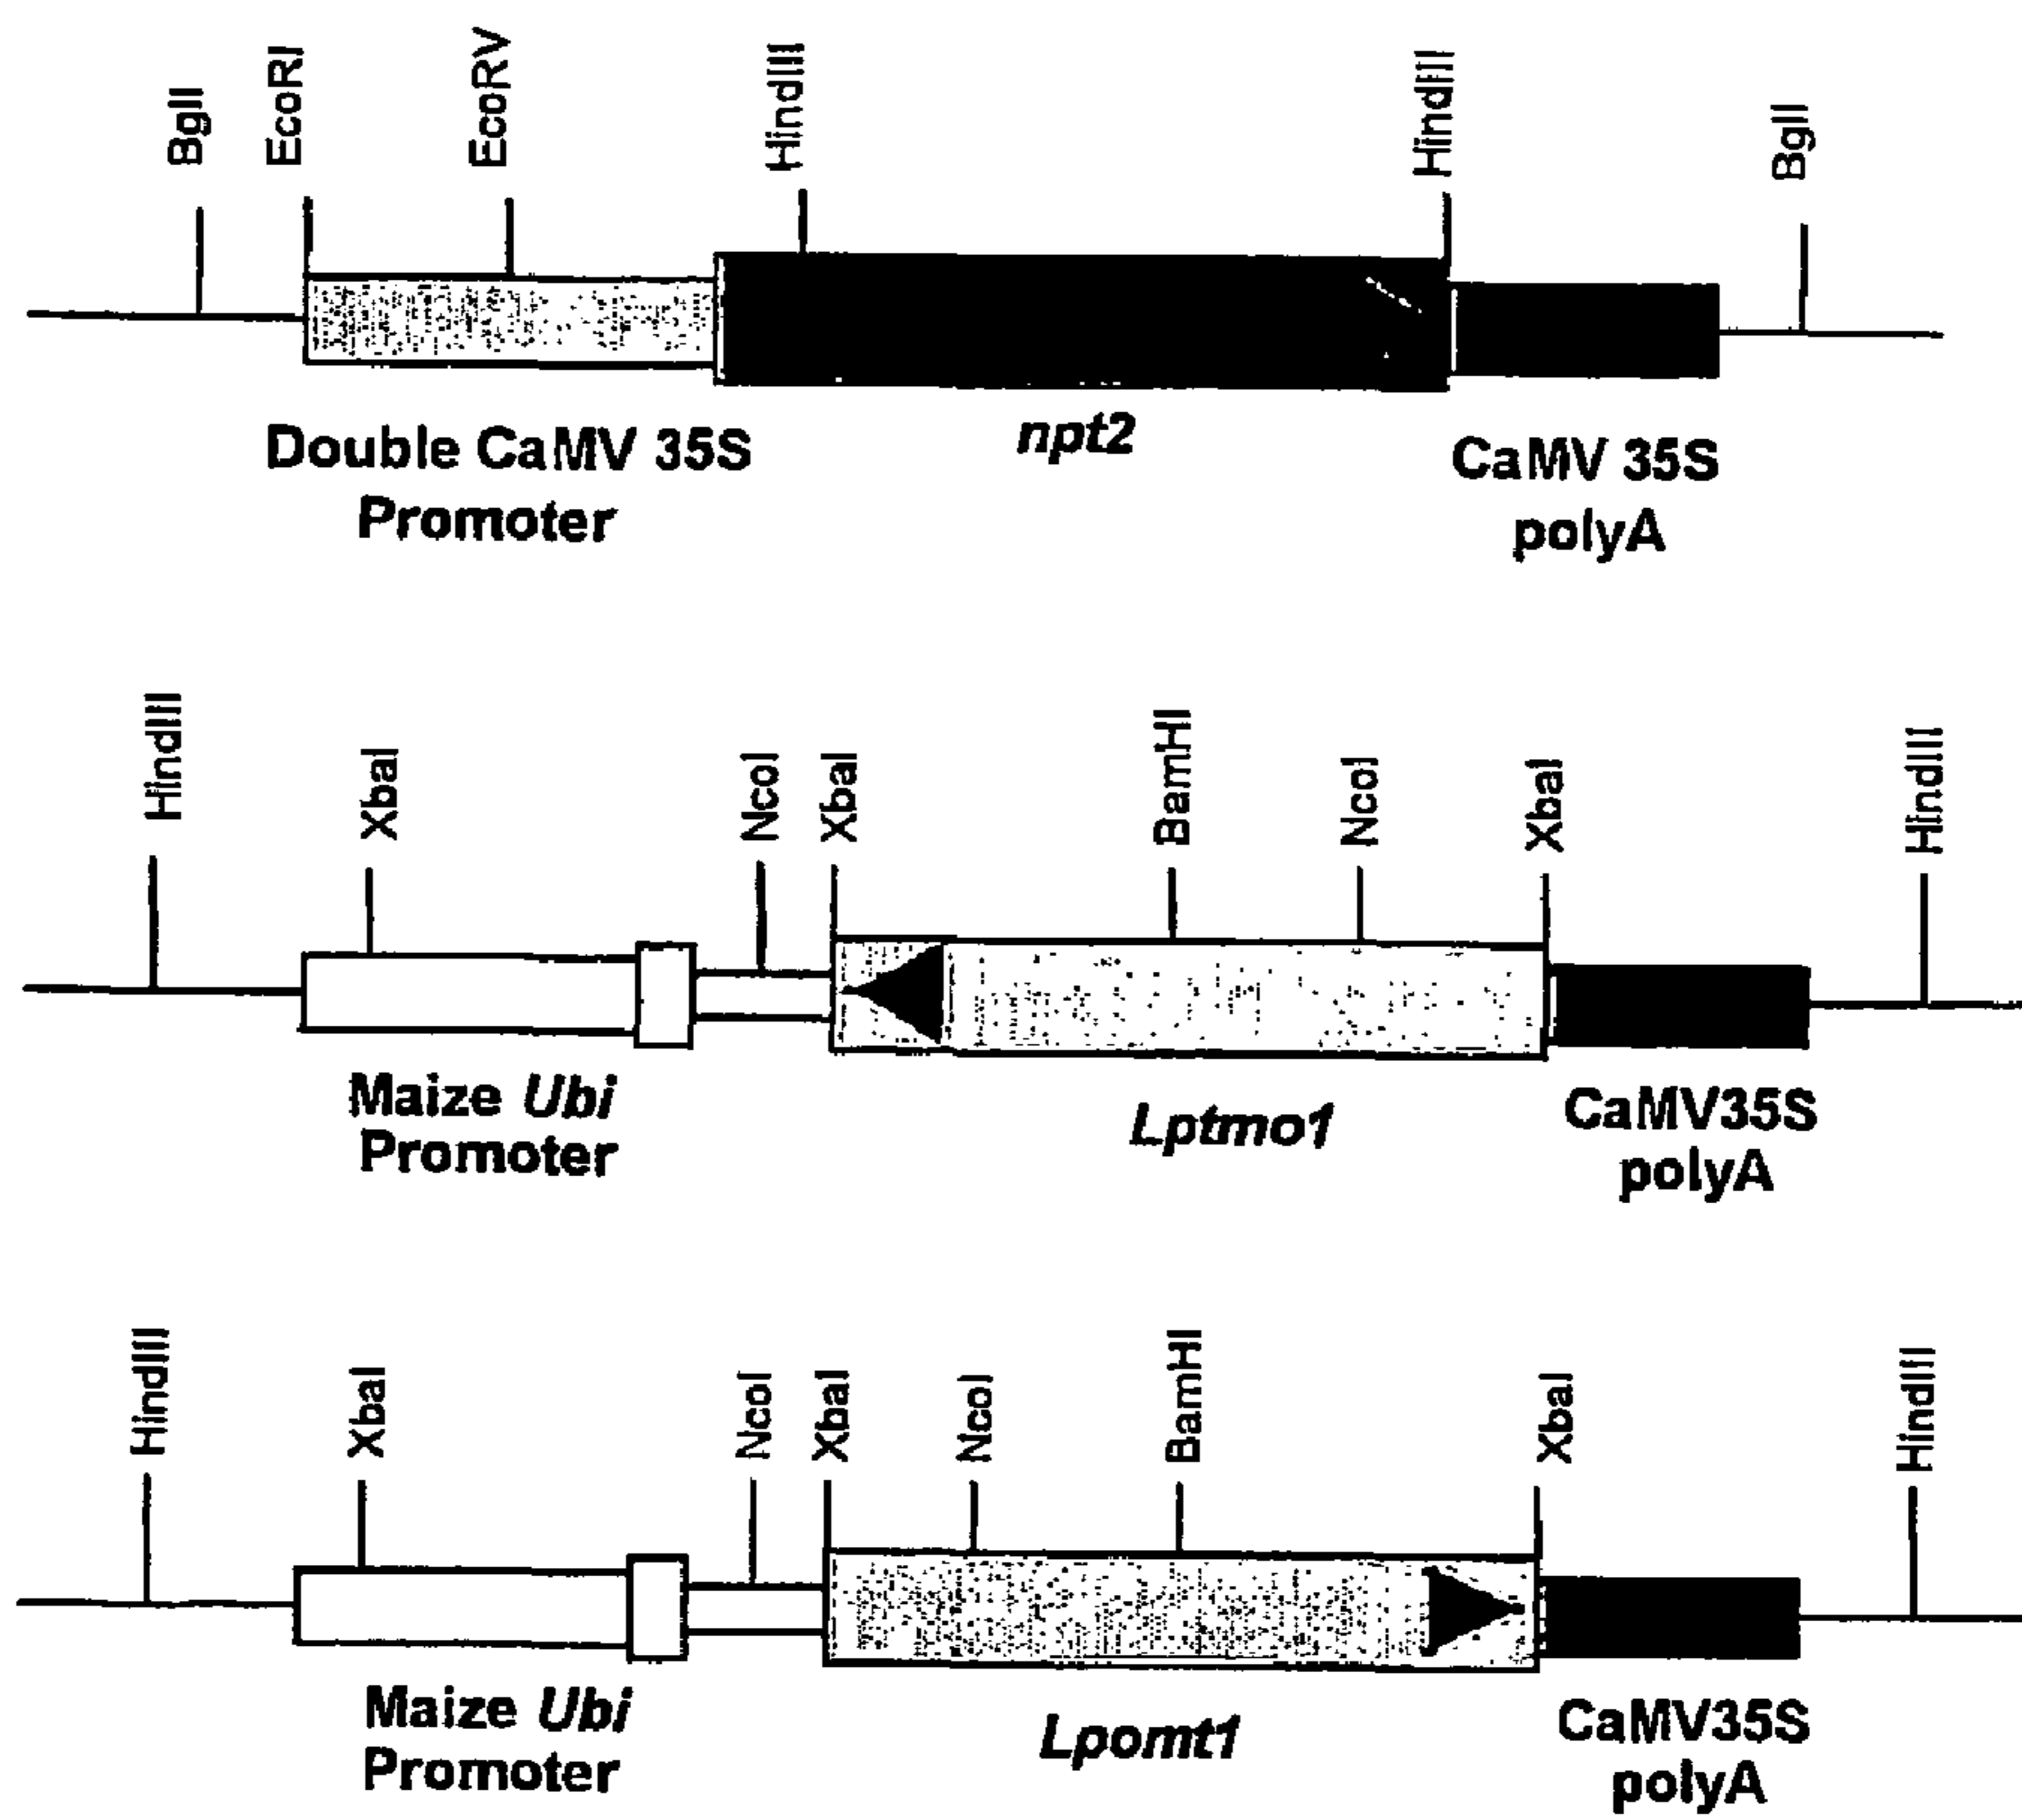 BglI EcoRI EcoRV HindIII HindIII BglI
Double CaMV 35S
Promoter
npt2
CaMV 35S
polyA
HindIII XbaI NcoI XbaI BamHI NcoI XbaI HindIII
Maize Ubi
Promoter
Lptmo1
CaMV35S
polyA
HindIII XbaI NcoI XbaI NcoI BamHI XbaI HindIII
Maize Ubi
Promoter
Lpomt1
CaMV35S
polyA